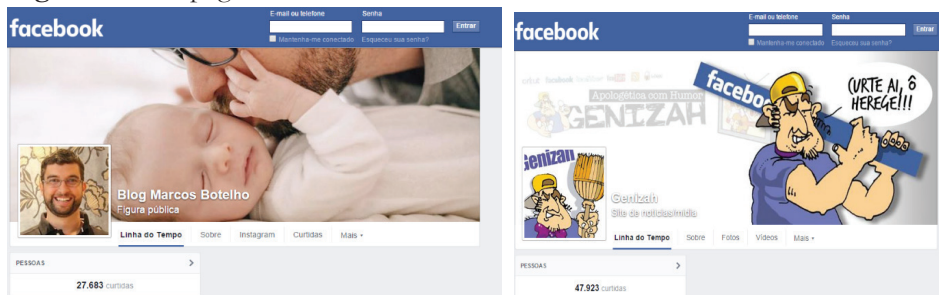 facebook
E-mail ou telefone Senha
Entrar
Mantenha-me conectado Esqueceu sua senha?
Blog Marcos Botelho
Figura pública
Linha do Tempo Sobre Instagram Curtidas Mais
PESSOAS
27.683 curtidas
facebook
E-mail ou telefone Senha
Entrar
Mantenha-me conectado Esqueceu sua senha?
facebook
Apologética com Humor
GENIZAH
facebo
CURTE AI, Ô
HEREGE!!!
Genizah
Genizah
Site de notícias/mídia
Linha do Tempo Sobre Fotos Vídeos Mais
PESSOAS
47.923 curtidas